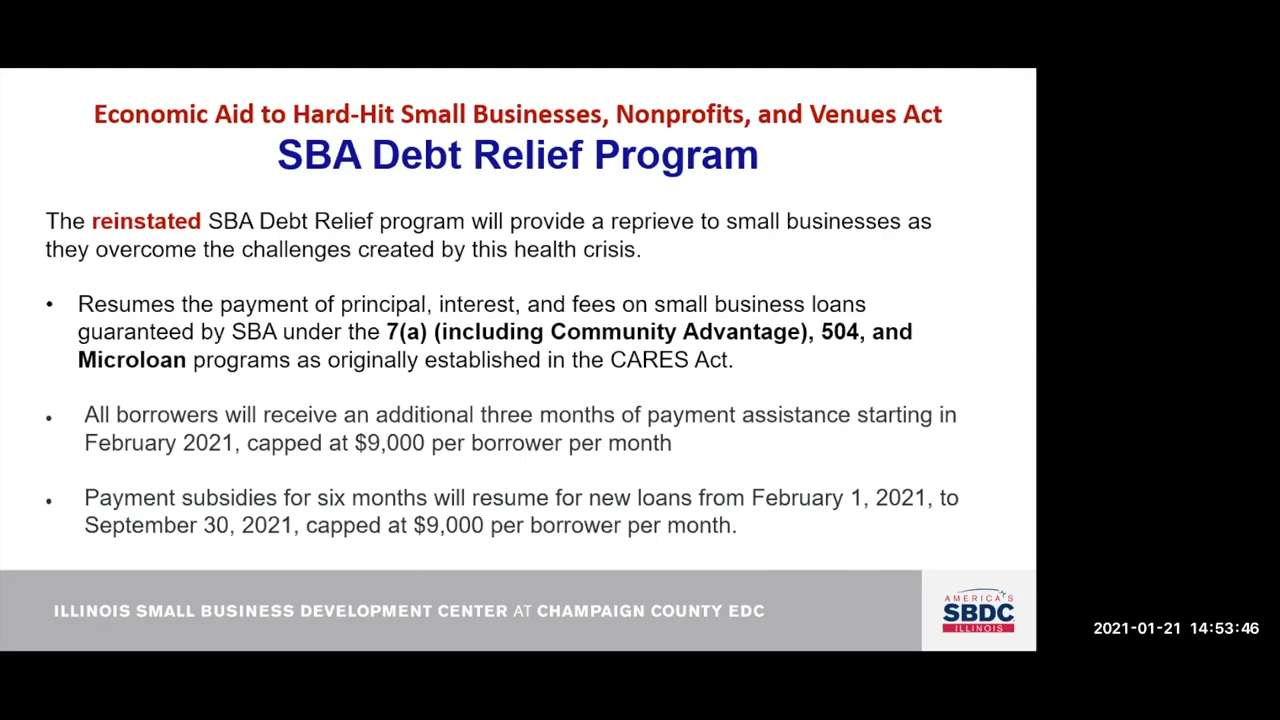 Economic Aid to Hard-Hit Small Businesses, Nonprofits, and Venues Act
SBA Debt Relief Program
The reinstated SBA Debt Relief program will provide a reprieve to small businesses as
they overcome the challenges created by this health crisis.
• Resumes the payment of principal, interest, and fees on small business loans
guaranteed by SBA under the 7(a) (including Community Advantage), 504, and
Microloan programs as originally established in the CARES Act.
• All borrowers will receive an additional three months of payment assistance starting in
February 2021, capped at $9,000 per borrower per month
• Payment subsidies for six months will resume for new loans from February 1, 2021, to
September 30, 2021, capped at $9,000 per borrower per month.
ILLINOIS SMALL BUSINESS DEVELOPMENT CENTER AT CHAMPAIGN COUNTY EDC
AMERICA'S
SBDC
ILLINOIS
2021-01-21 14:53:46